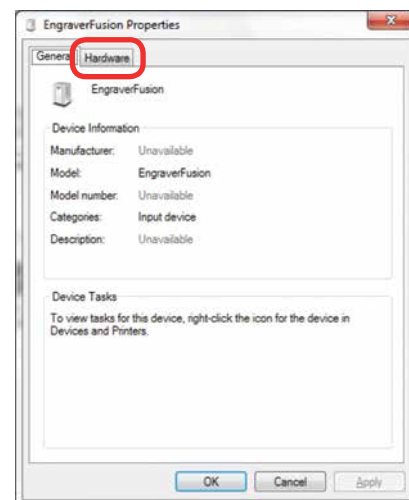 EngraverFusion Properties
General Hardware
EngraverFusion
Device Information
Manufacturer: Unavailable
Model: EngraverFusion
Model number: Unavailable
Categories: Input device
Description: Unavailable
Device Tasks
To view tasks for this device, right-click the icon for the device in
Devices and Printers.
OK Cancel Apply